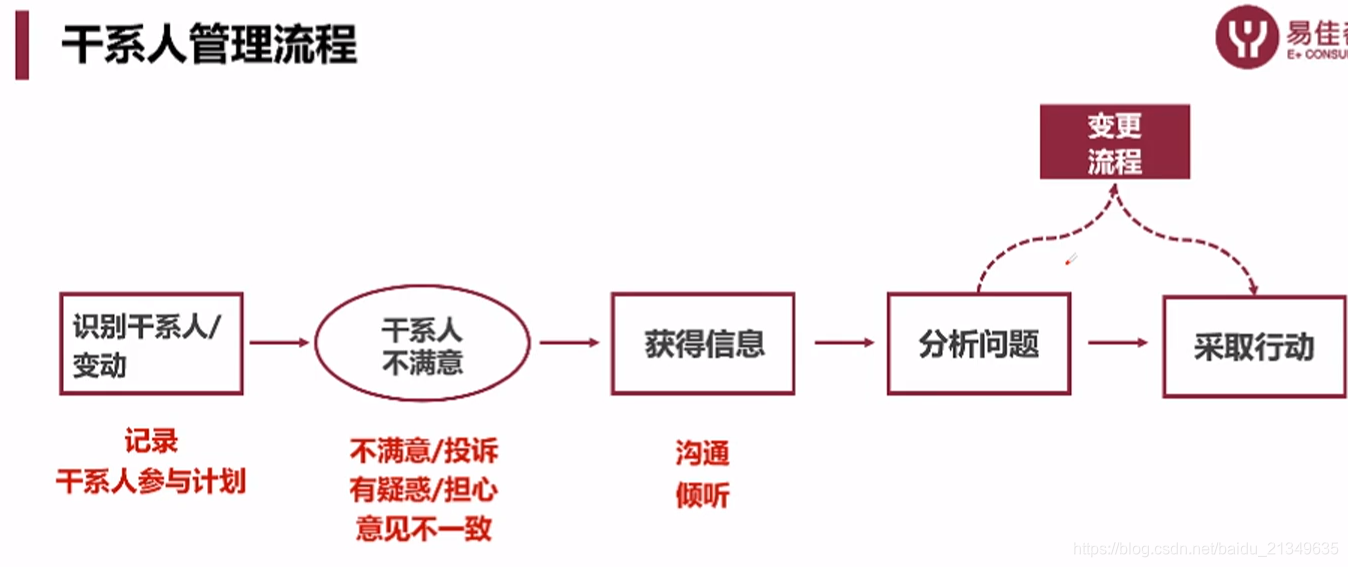 干系人管理流程
易佳
E+ CONSU
变更
流程
识别干系人/
变动
干系人
不满意
获得信息
分析问题
采取行动
记录
干系人参与计划
不满意/投诉
有疑惑/担心
意见不一致
沟通
倾听
https://blog.csdn.net/baidu_21349635